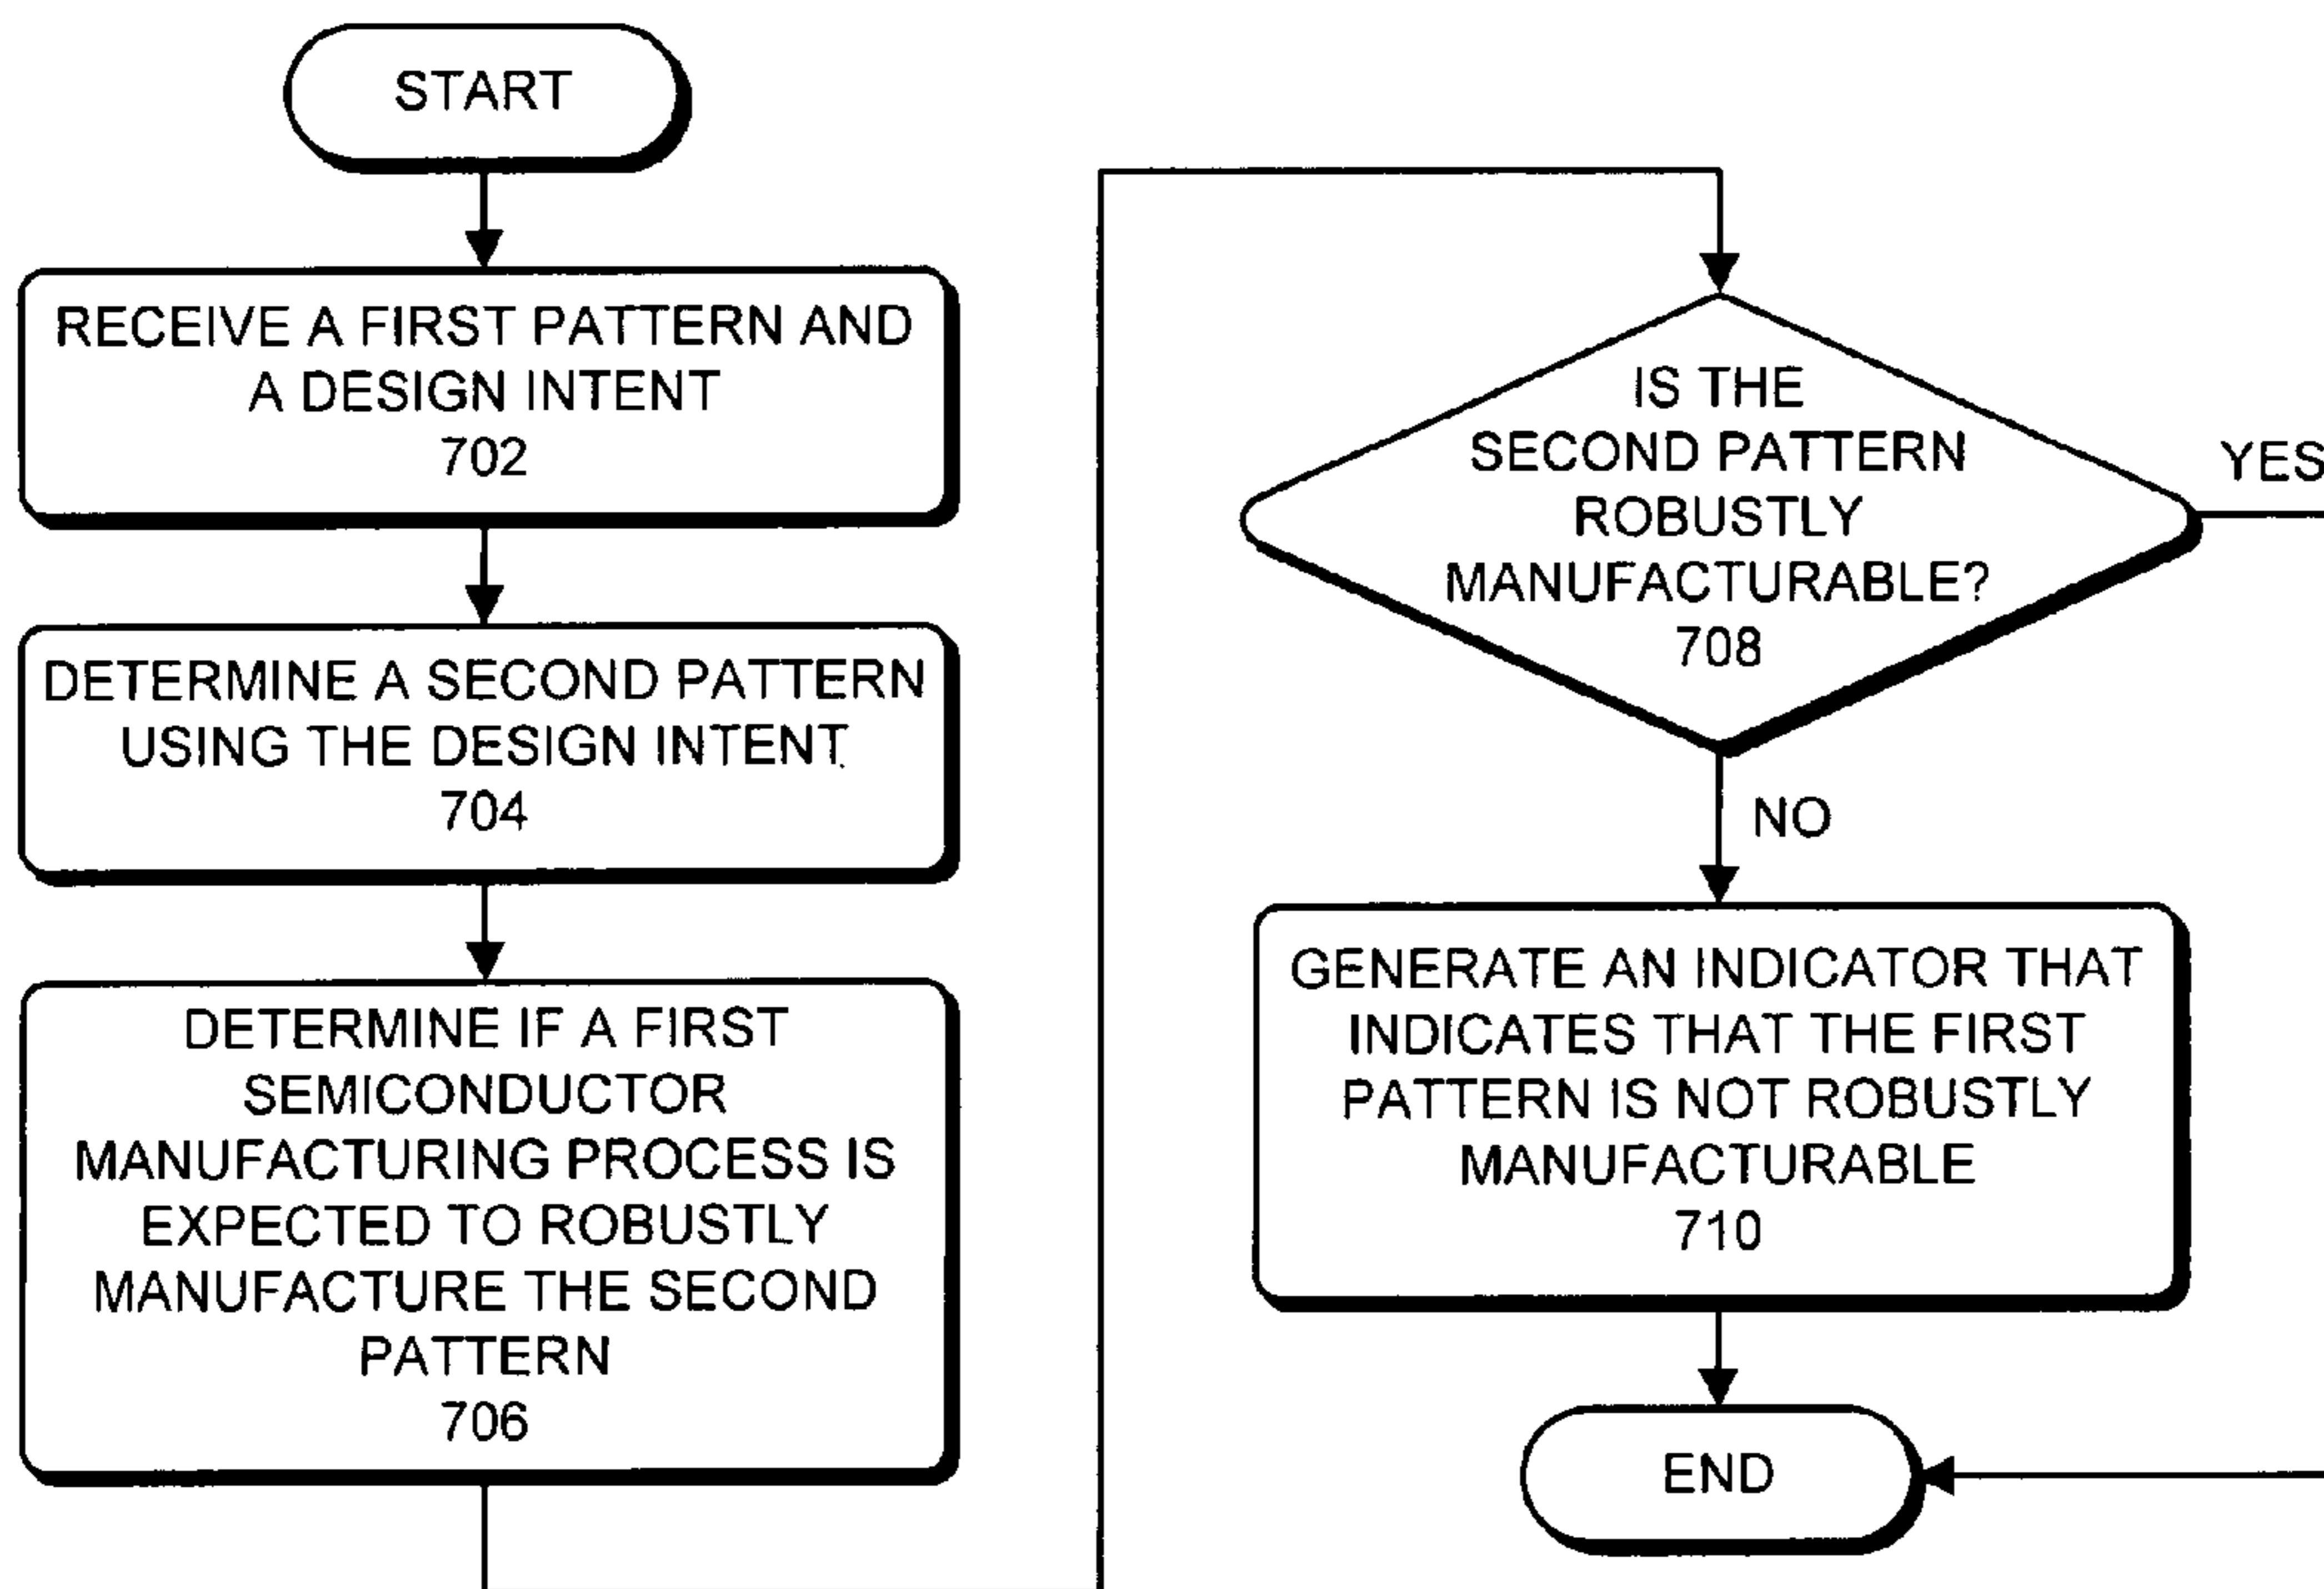 START
RECEIVE A FIRST PATTERN AND
A DESIGN INTENT
702
DETERMINE A SECOND PATTERN
USING THE DESIGN INTENT
704
DETERMINE IF A FIRST
SEMICONDUCTOR
MANUFACTURING PROCESS IS
EXPECTED TO ROBUSTLY
MANUFACTURE THE SECOND
PATTERN
706
IS THE
SECOND PATTERN
ROBUSTLY
MANUFACTURABLE?
708
YES
NO
GENERATE AN INDICATOR THAT
INDICATES THAT THE FIRST
PATTERN IS NOT ROBUSTLY
MANUFACTURABLE
710
END